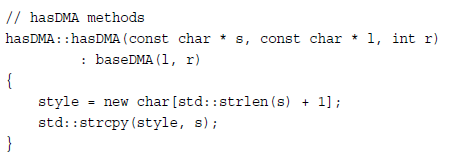 // hasDMA methods
hasDMA::hasDMA(const char * s, const char * l, int r)
         : baseDMA(l, r)
{
    style = new char[std::strlen(s) + 1];
    std::strcpy(style, s);
}